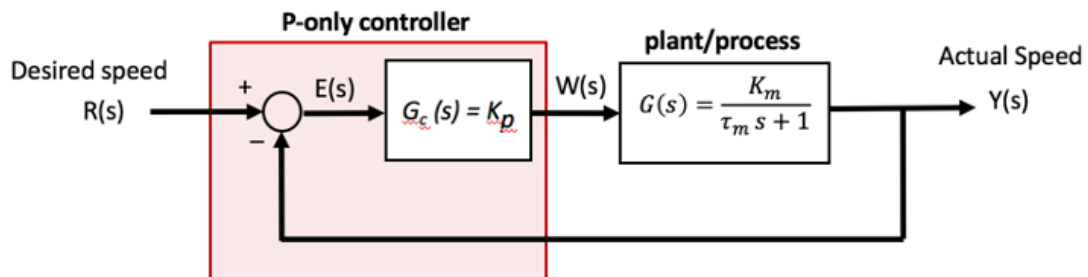 P-only controller
plant/process
Desired speed
R(s)
+
−
E(s)
G_c (s) = K_p
W(s)
G(s) = K_m / (τ_m s + 1)
Actual Speed
Y(s)